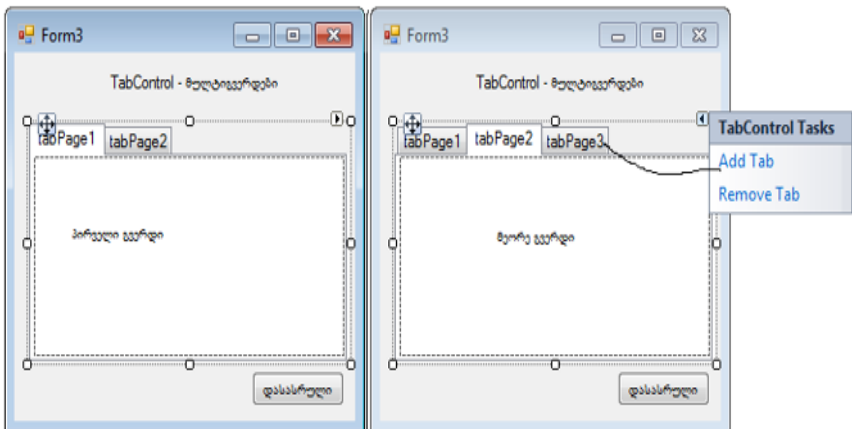 Form3
TabControl - მულტიგვერდები
tabPage1 tabPage2
პირველი გვერდი
დასასრული
Form3
TabControl - მულტიგვერდები
tabPage1 tabPage2 tabPage3
მეორე გვერდი
დასასრული
TabControl Tasks
Add Tab
Remove Tab